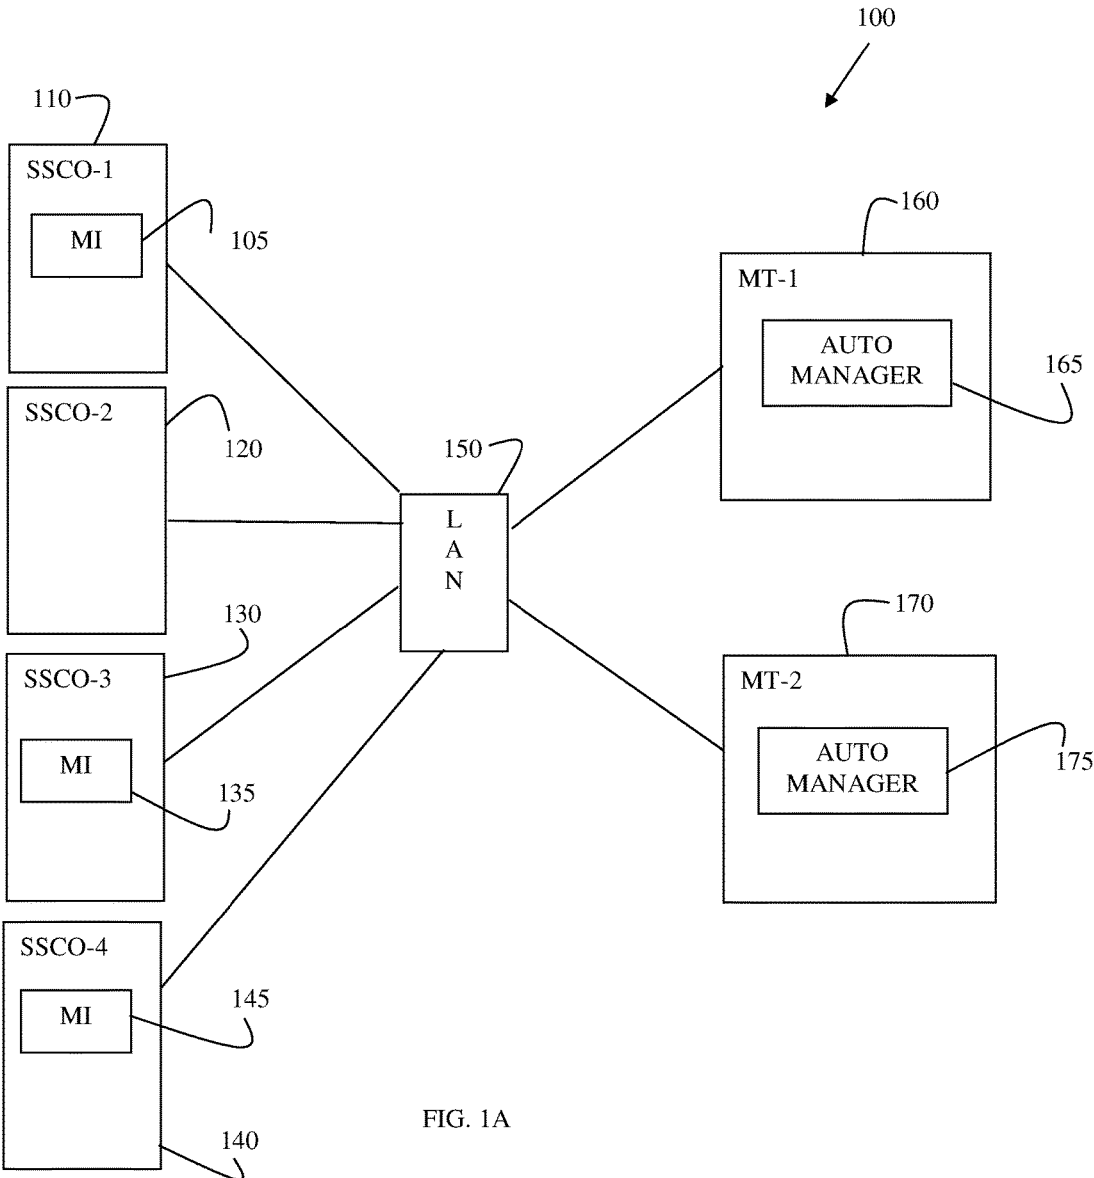 100
110
SSCO-1
MI
105
160
MT-1
AUTO
MANAGER
165
SSCO-2
120
150
L
A
N
130
170
SSCO-3
MI
135
MT-2
AUTO
MANAGER
175
SSCO-4
MI
145
140
FIG. 1A